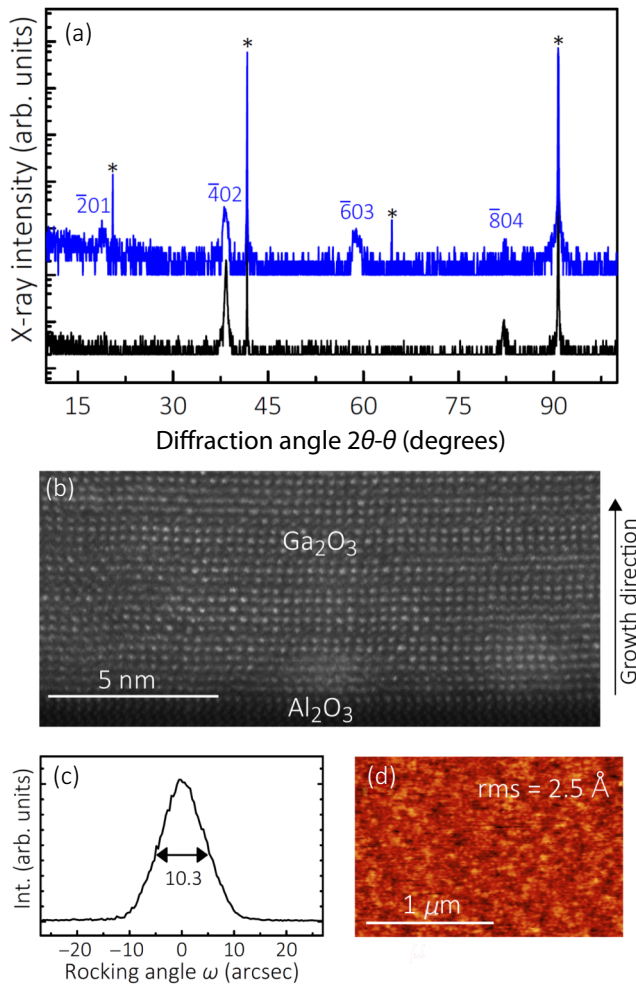 (a)
X-ray intensity (arb. units)
*
*
*
*
2̅01
4̅02
6̅03
8̅04
15 30 45 60 75 90
Diffraction angle 2θ-θ (degrees)
(b)
Ga₂O₃
5 nm
Al₂O₃
Growth direction
(c)
Int. (arb. units)
10.3
−20 −10 0 10 20
Rocking angle ω (arcsec)
(d)
rms = 2.5 Å
1 μm